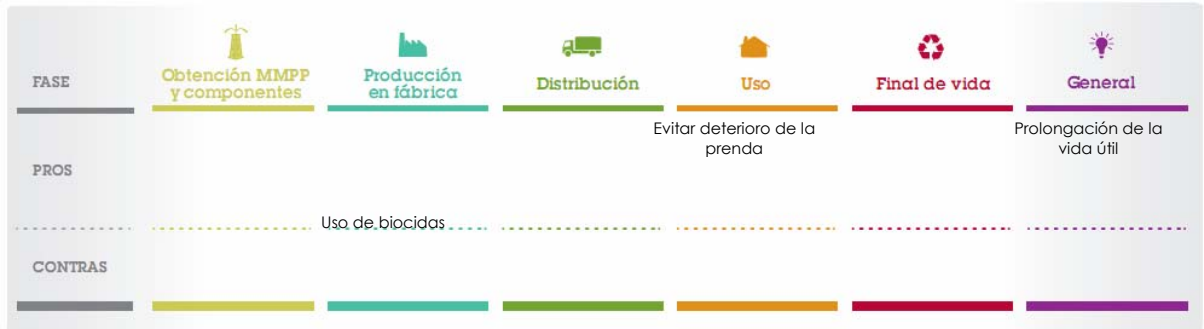 FASE
Obtención MMPP
y componentes
Producción
en fábrica
Distribución
Uso
Final de vida
General
PROS
Evitar deterioro de la
prenda
Prolongación de la
vida útil
Uso de biocidas
CONTRAS